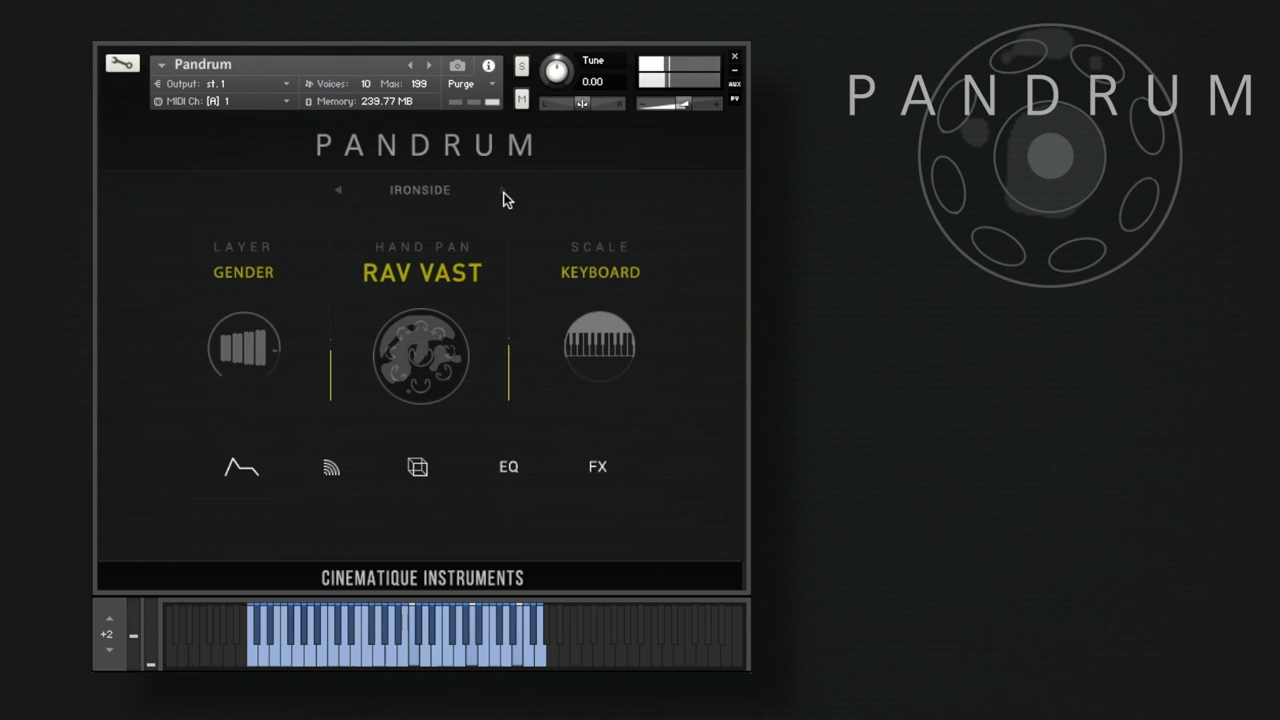 Pandrum
Output: st.1
Voices: 10 Max: 199
Purge
MIDI Ch: [A] 1
Memory: 239.77 MB
S
M
Tune
0.00
L R
- +
AUX
PV
PANDRUM
PANDRUM
IRONSIDE
LAYER
GENDER
HAND PAN
RAV VAST
SCALE
KEYBOARD
EQ
FX
CINEMATIQUE INSTRUMENTS
+2